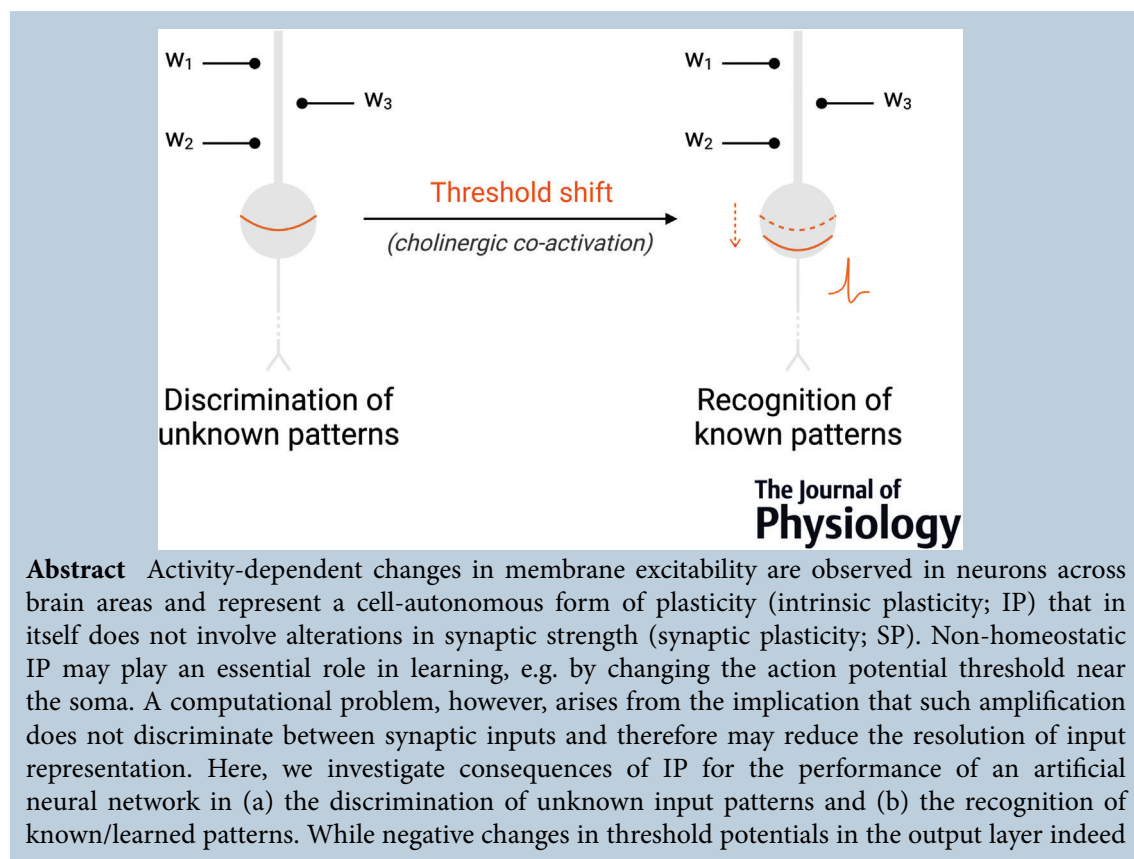 W1
W1
W3
W3
W2
W2
Threshold shift
(cholinergic co-activation)
Discrimination of
unknown patterns
Recognition of
known patterns
The Journal of
Physiology
Abstract Activity-dependent changes in membrane excitability are observed in neurons across
brain areas and represent a cell-autonomous form of plasticity (intrinsic plasticity; IP) that in
itself does not involve alterations in synaptic strength (synaptic plasticity; SP). Non-homeostatic
IP may play an essential role in learning, e.g. by changing the action potential threshold near
the soma. A computational problem, however, arises from the implication that such amplification
does not discriminate between synaptic inputs and therefore may reduce the resolution of input
representation. Here, we investigate consequences of IP for the performance of an artificial
neural network in (a) the discrimination of unknown input patterns and (b) the recognition of
known/learned patterns. While negative changes in threshold potentials in the output layer indeed